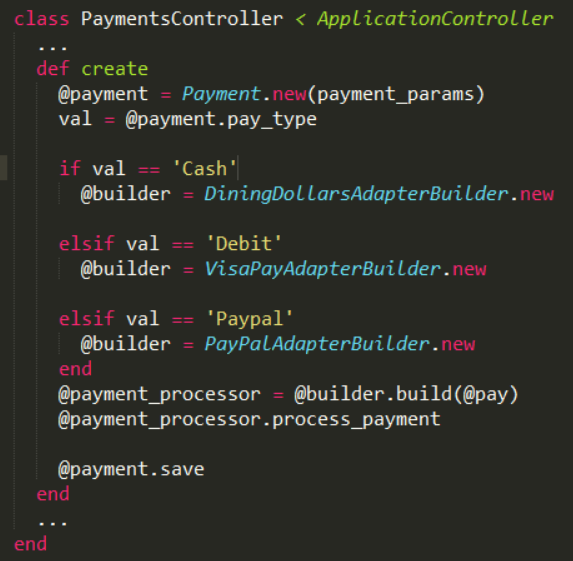 class PaymentsController < ApplicationController
...
def create
@payment = Payment.new(payment_params)
val = @payment.pay_type
if val == 'Cash'
@builder = DiningDollarsAdapterBuilder.new
elsif val == 'Debit'
@builder = VisaPayAdapterBuilder.new
elsif val == 'Paypal'
@builder = PayPalAdapterBuilder.new
end
@payment_processor = @builder.build(@pay)
@payment_processor.process_payment
@payment.save
end
...
end